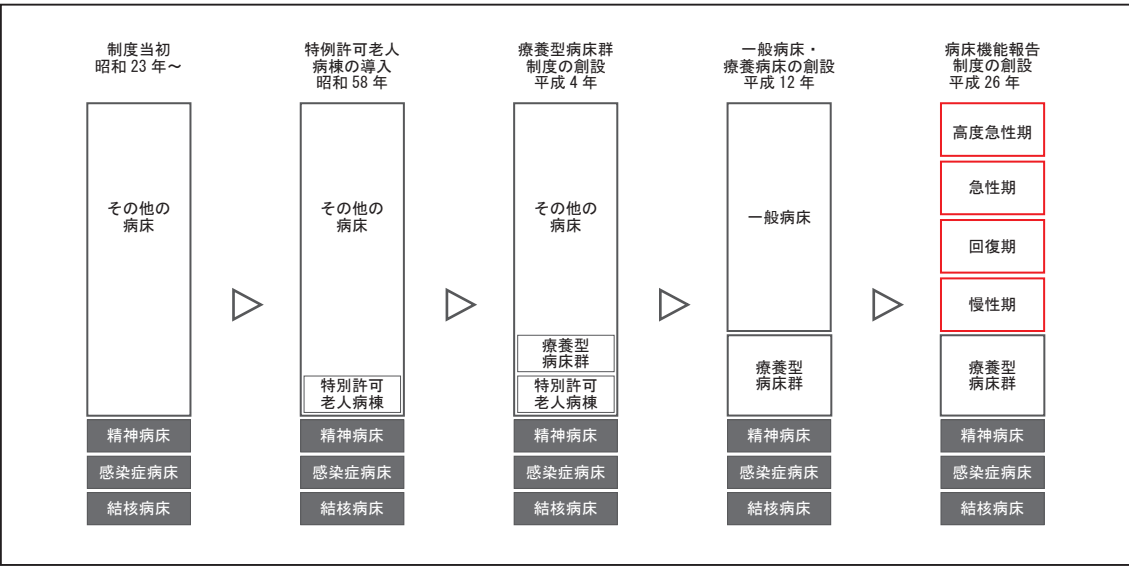 制度当初
昭和 23 年～
その他の
病床
精神病床
感染症病床
結核病床
特例許可老人
病棟の導入
昭和 58 年
その他の
病床
特別許可
老人病棟
精神病床
感染症病床
結核病床
療養型病床群
制度の創設
平成 4 年
その他の
病床
療養型
病床群
特別許可
老人病棟
精神病床
感染症病床
結核病床
一般病床・
療養病床の創設
平成 12 年
一般病床
療養型
病床群
精神病床
感染症病床
結核病床
病床機能報告
制度の創設
平成 26 年
高度急性期
急性期
回復期
慢性期
療養型
病床群
精神病床
感染症病床
結核病床